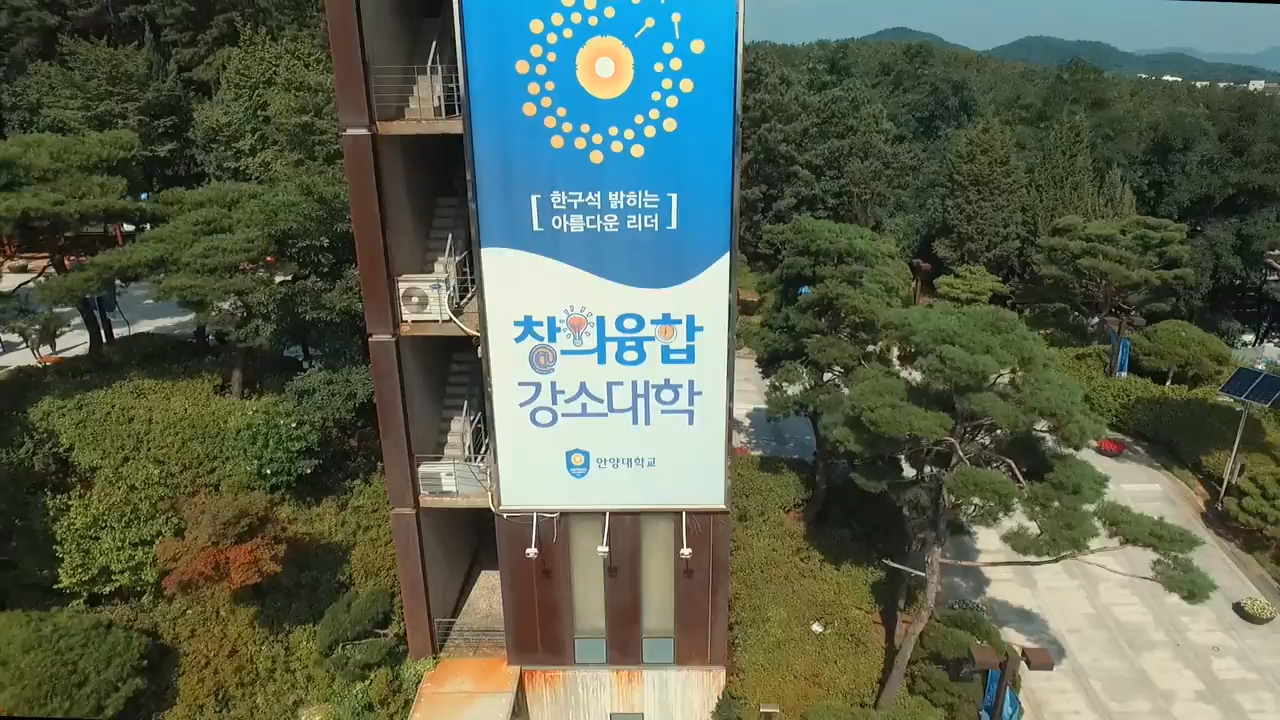 [ 한구석 밝히는
아름다운 리더 ]
창의융합
강소대학
안양대학교